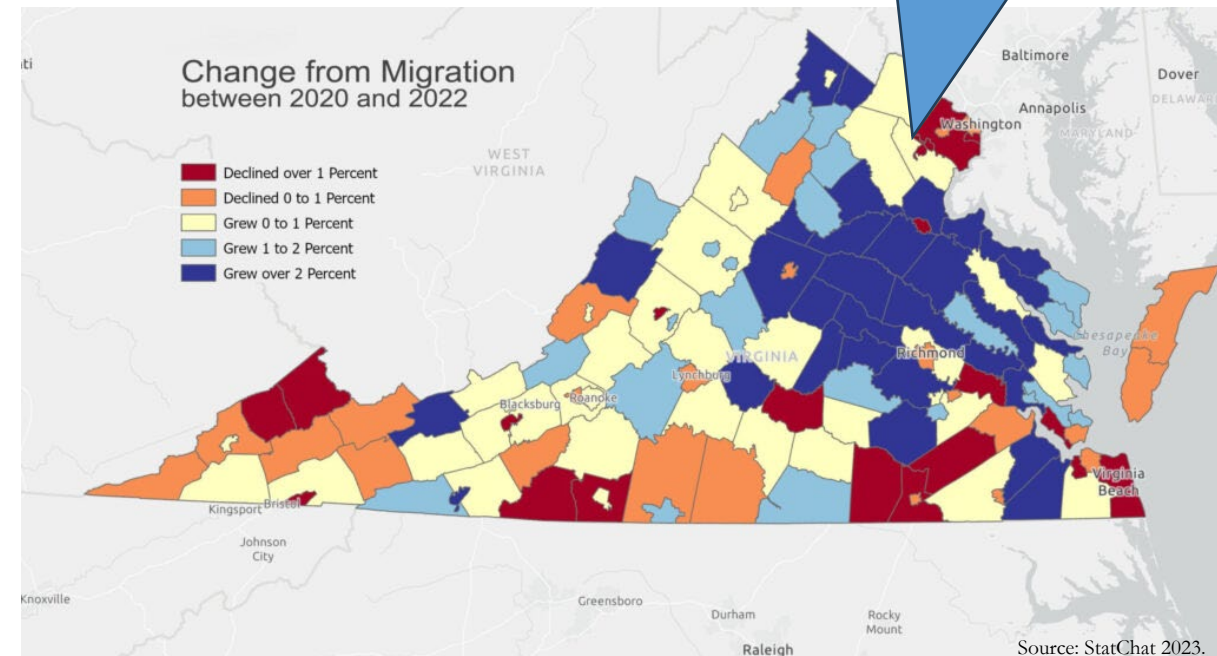 Change from Migration
between 2020 and 2022
Declined over 1 Percent
Declined 0 to 1 Percent
Grew 0 to 1 Percent
Grew 1 to 2 Percent
Grew over 2 Percent
ti
Baltimore
Dover
DELAWAR
Annapolis
Washington
MARYLAND
WEST
VIRGINIA
Chesapeake
Bay
Richmond
VIRGINIA
Lynchburg
Roanoke
Blacksburg
Virginia
Beach
Bristol
Kingsport
Johnson
City
Knoxville
Greensboro
Durham
Rocky
Mount
Raleigh
Source: StatChat 2023.